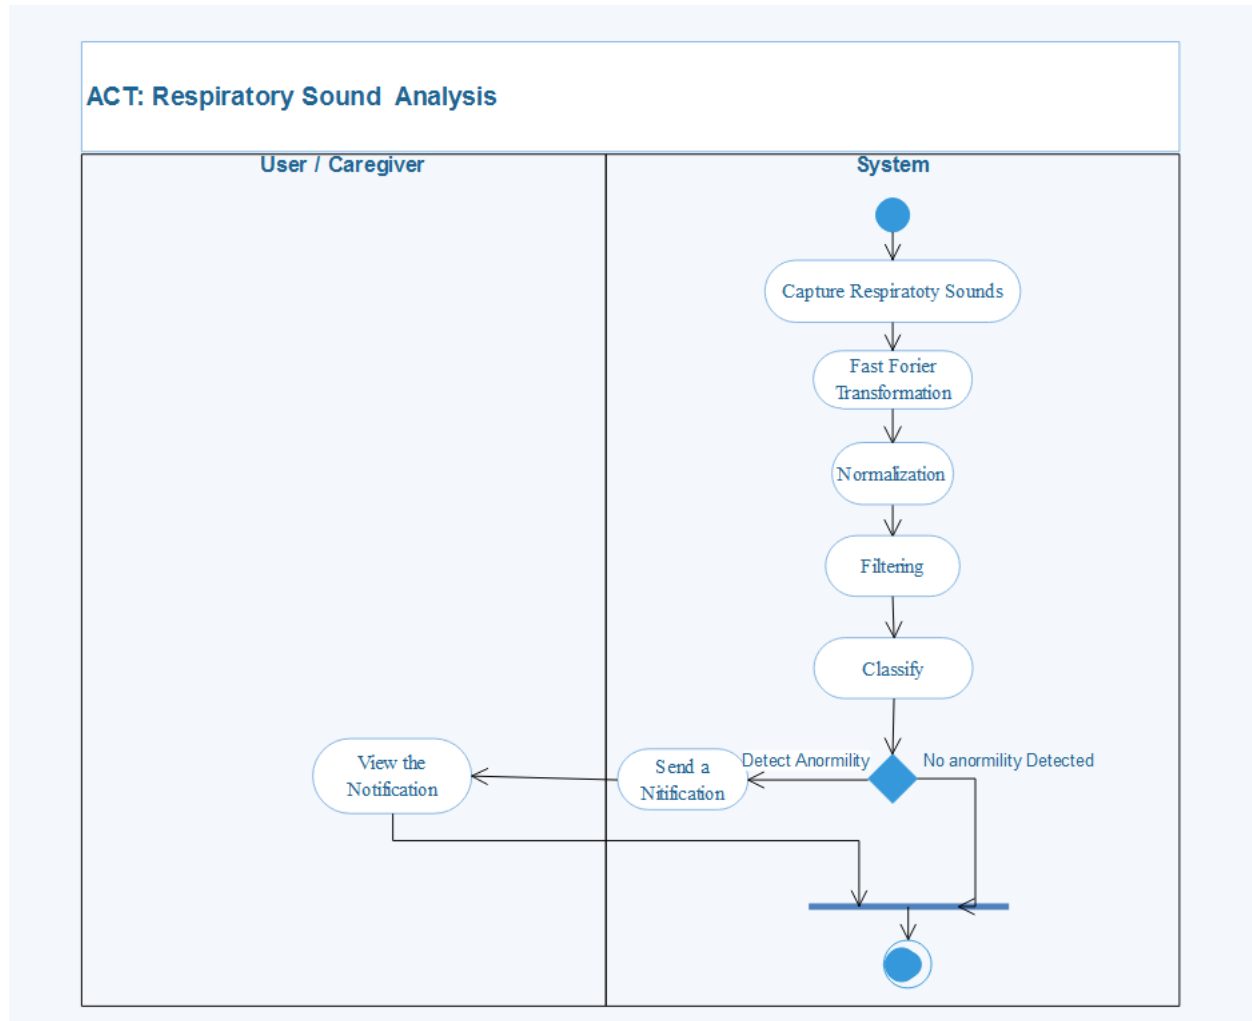 ACT: Respiratory Sound Analysis
User / Caregiver
System
Capture Respiratoty Sounds
Fast Forier
Transformation
Normalization
Filtering
Classify
View the
Notification
Send a
Nitification
Detect Anormility
No anormility Detected